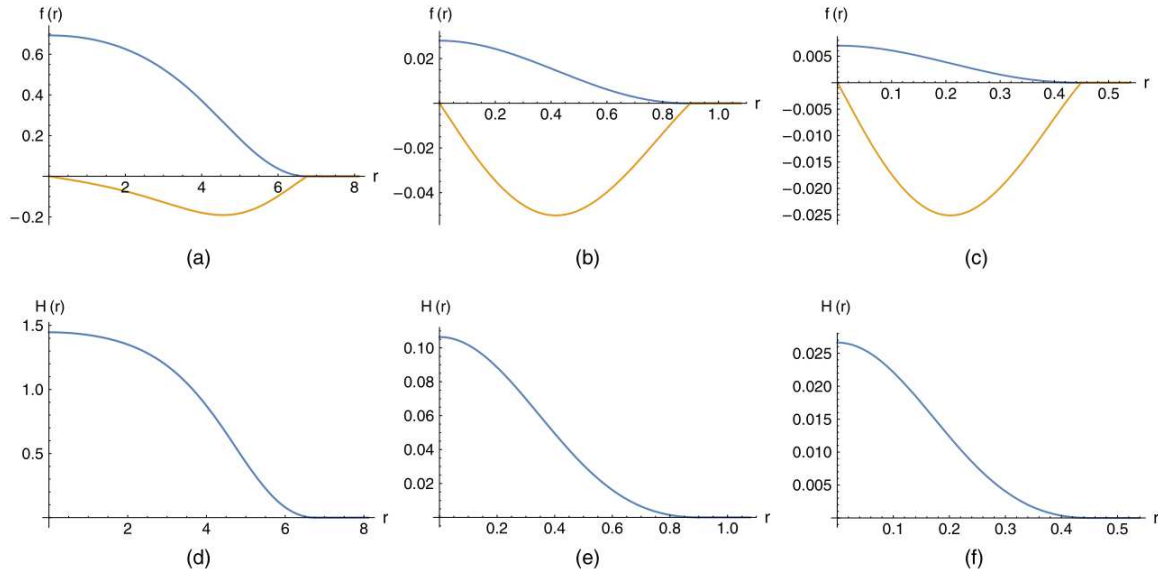 f (r)
0.6
0.4
0.2
−0.2
2 4 6 8 r
(a)
f (r)
0.02
−0.02
−0.04
0.2 0.4 0.6 0.8 1.0 r
(b)
f (r)
0.005
−0.005
−0.010
−0.015
−0.020
−0.025
0.1 0.2 0.3 0.4 0.5 r
(c)
H (r)
1.5
1.0
0.5
2 4 6 8 r
(d)
H (r)
0.10
0.08
0.06
0.04
0.02
0.2 0.4 0.6 0.8 1.0 r
(e)
H (r)
0.025
0.020
0.015
0.010
0.005
0.1 0.2 0.3 0.4 0.5 r
(f)